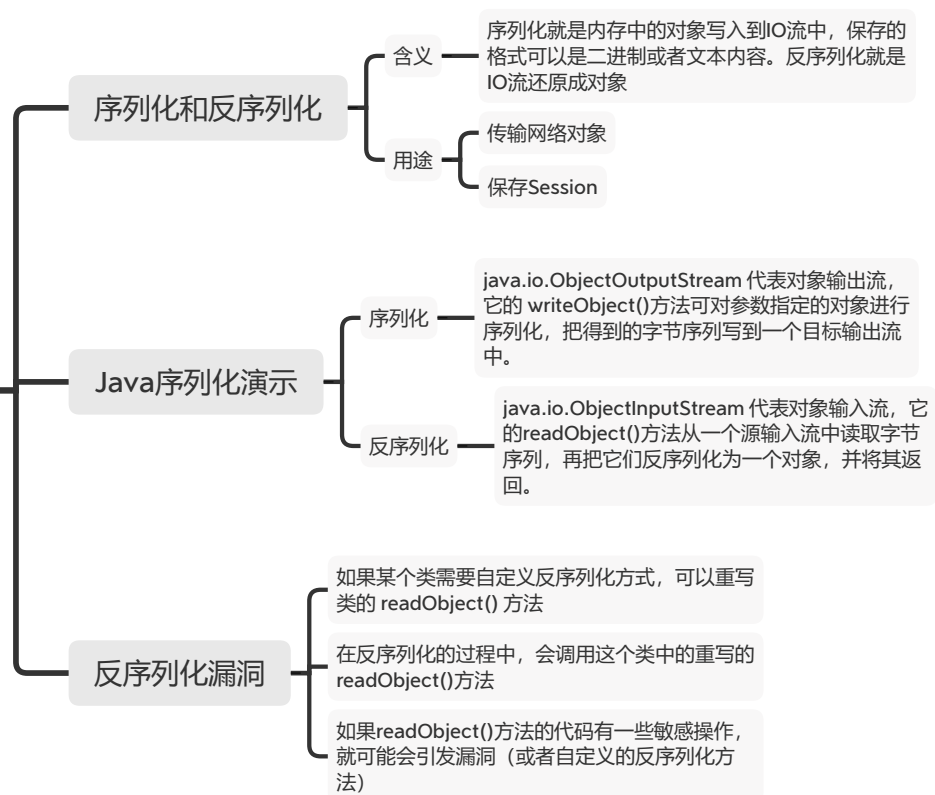 序列化和反序列化
含义
序列化就是内存中的对象写入到IO流中，保存的
格式可以是二进制或者文本内容。反序列化就是
IO流还原成对象
用途
传输网络对象
保存Session
Java序列化演示
序列化
java.io.ObjectOutputStream 代表对象输出流，
它的 writeObject()方法可对参数指定的对象进行
序列化，把得到的字节序列写到一个目标输出流
中。
反序列化
java.io.ObjectInputStream 代表对象输入流，它
的readObject()方法从一个源输入流中读取字节
序列，再把它们反序列化为一个对象，并将其返
回。
反序列化漏洞
如果某个类需要自定义反序列化方式，可以重写
类的 readObject() 方法
在反序列化的过程中，会调用这个类中的重写的
readObject()方法
如果readObject()方法的代码有一些敏感操作，
就可能会引发漏洞（或者自定义的反序列化方
法）